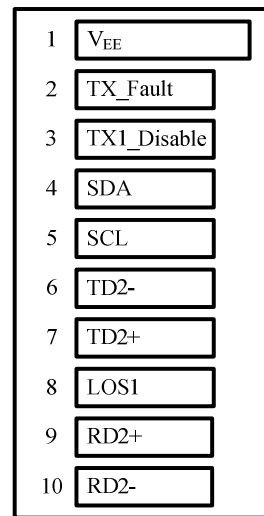 1 VEE
2 TX_Fault
3 TX1_Disable
4 SDA
5 SCL
6 TD2-
7 TD2+
8 LOS1
9 RD2+
10 RD2-